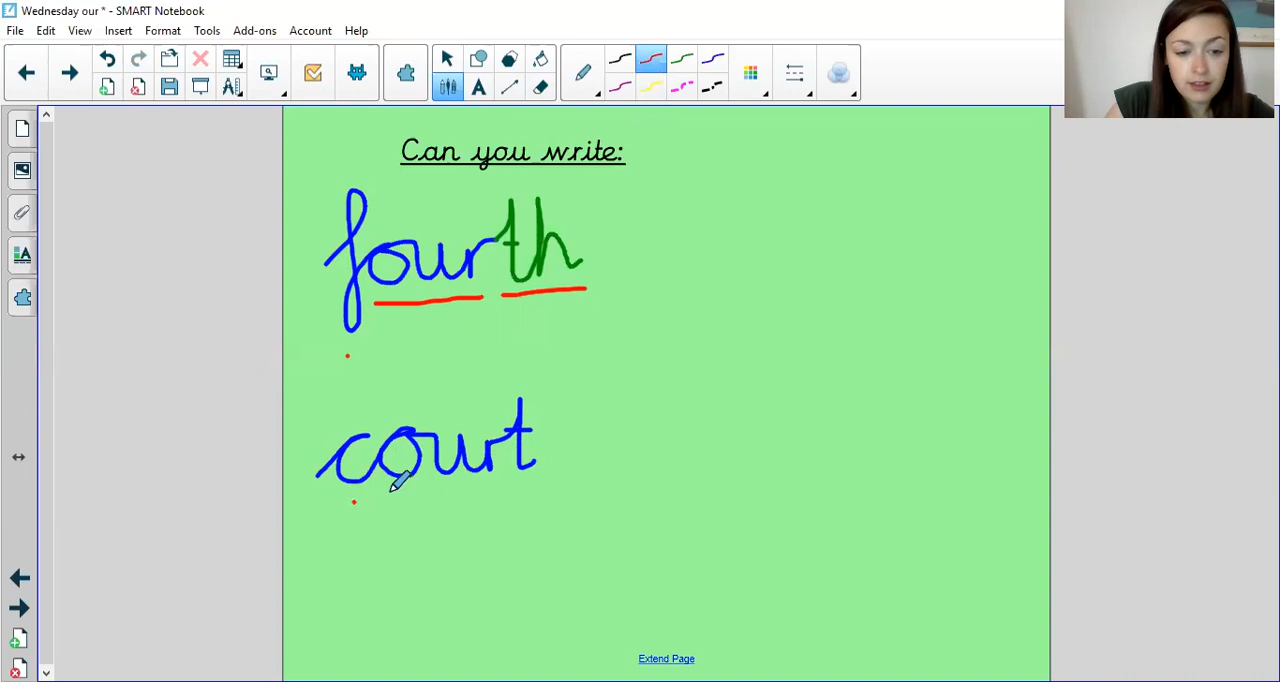 Wednesday our * - SMART Notebook
File Edit View Insert Format Tools Add-ons Account Help
Can you write:
fourth
court
Extend Page